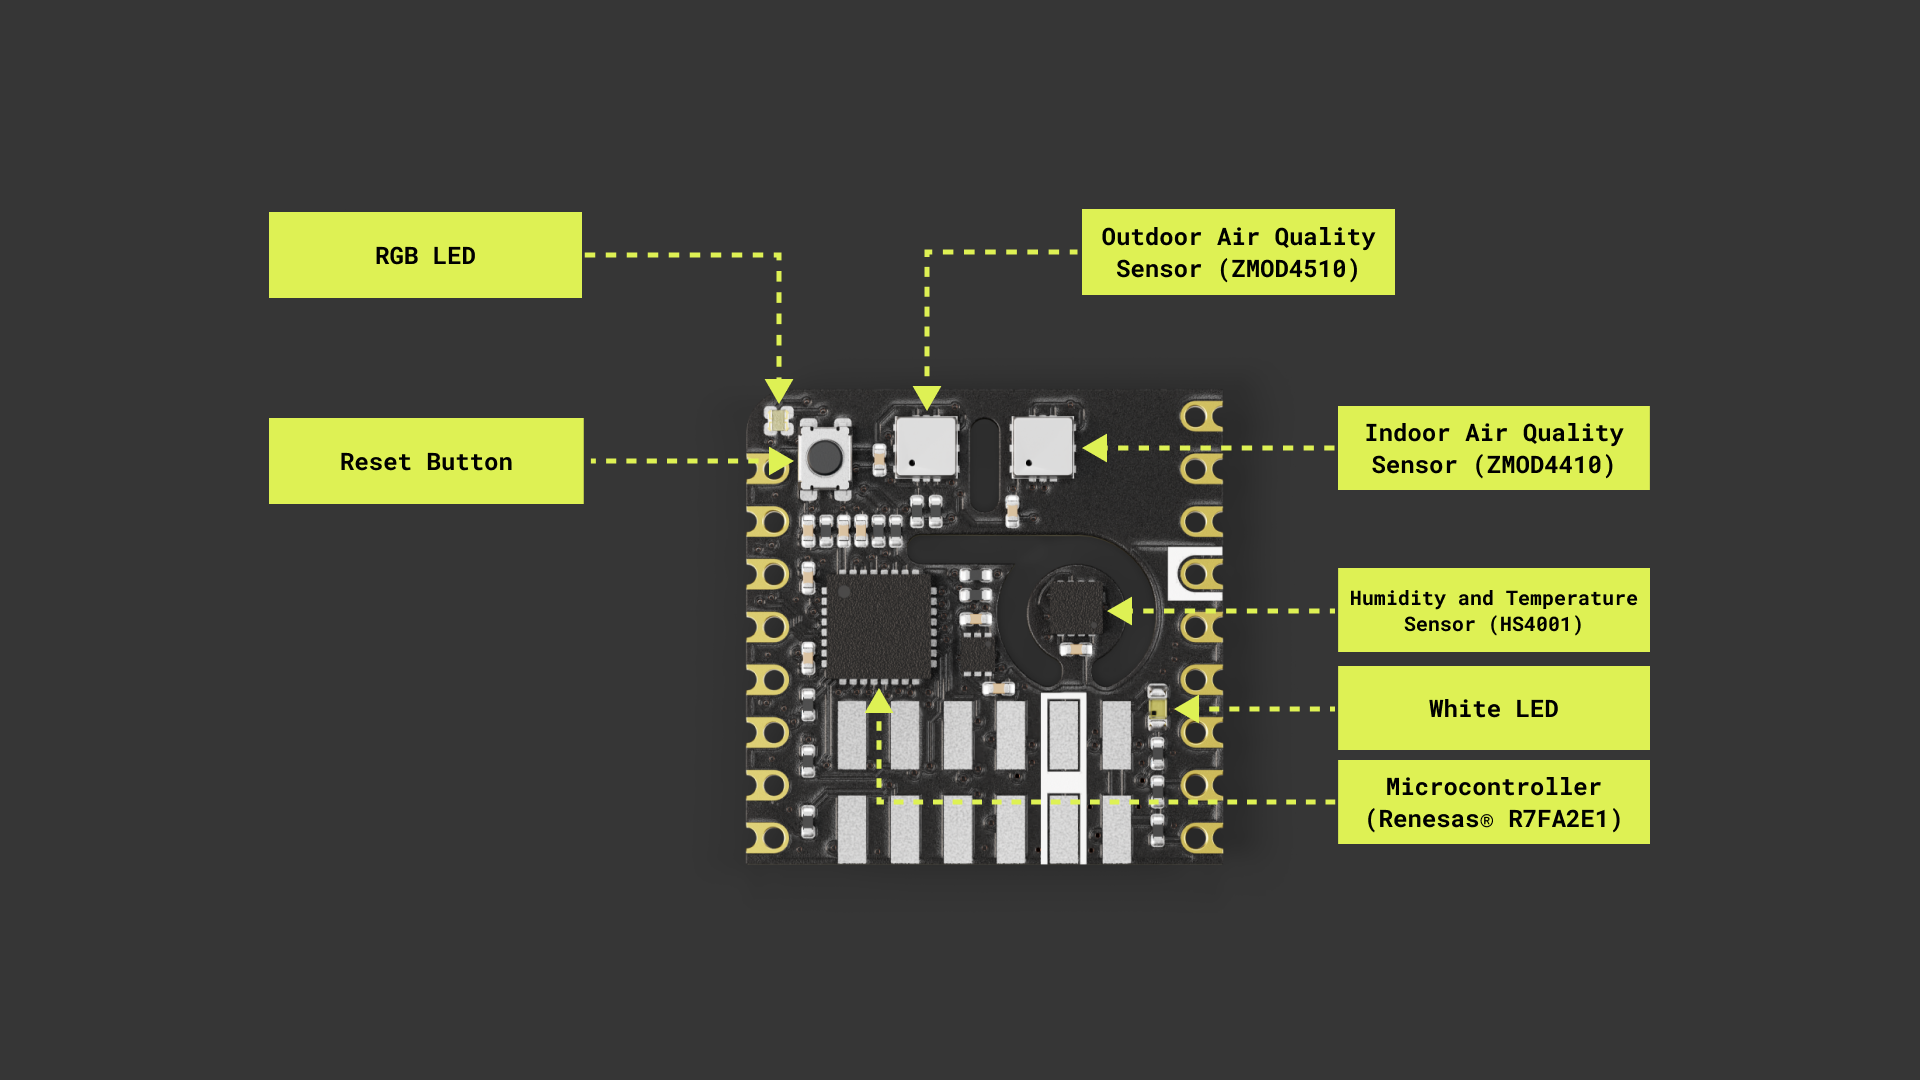 RGB LED
Outdoor Air Quality
Sensor (ZMOD4510)
Reset Button
Indoor Air Quality
Sensor (ZMOD4410)
Humidity and Temperature
Sensor (HS4001)
White LED
Microcontroller
(Renesas® R7FA2E1)